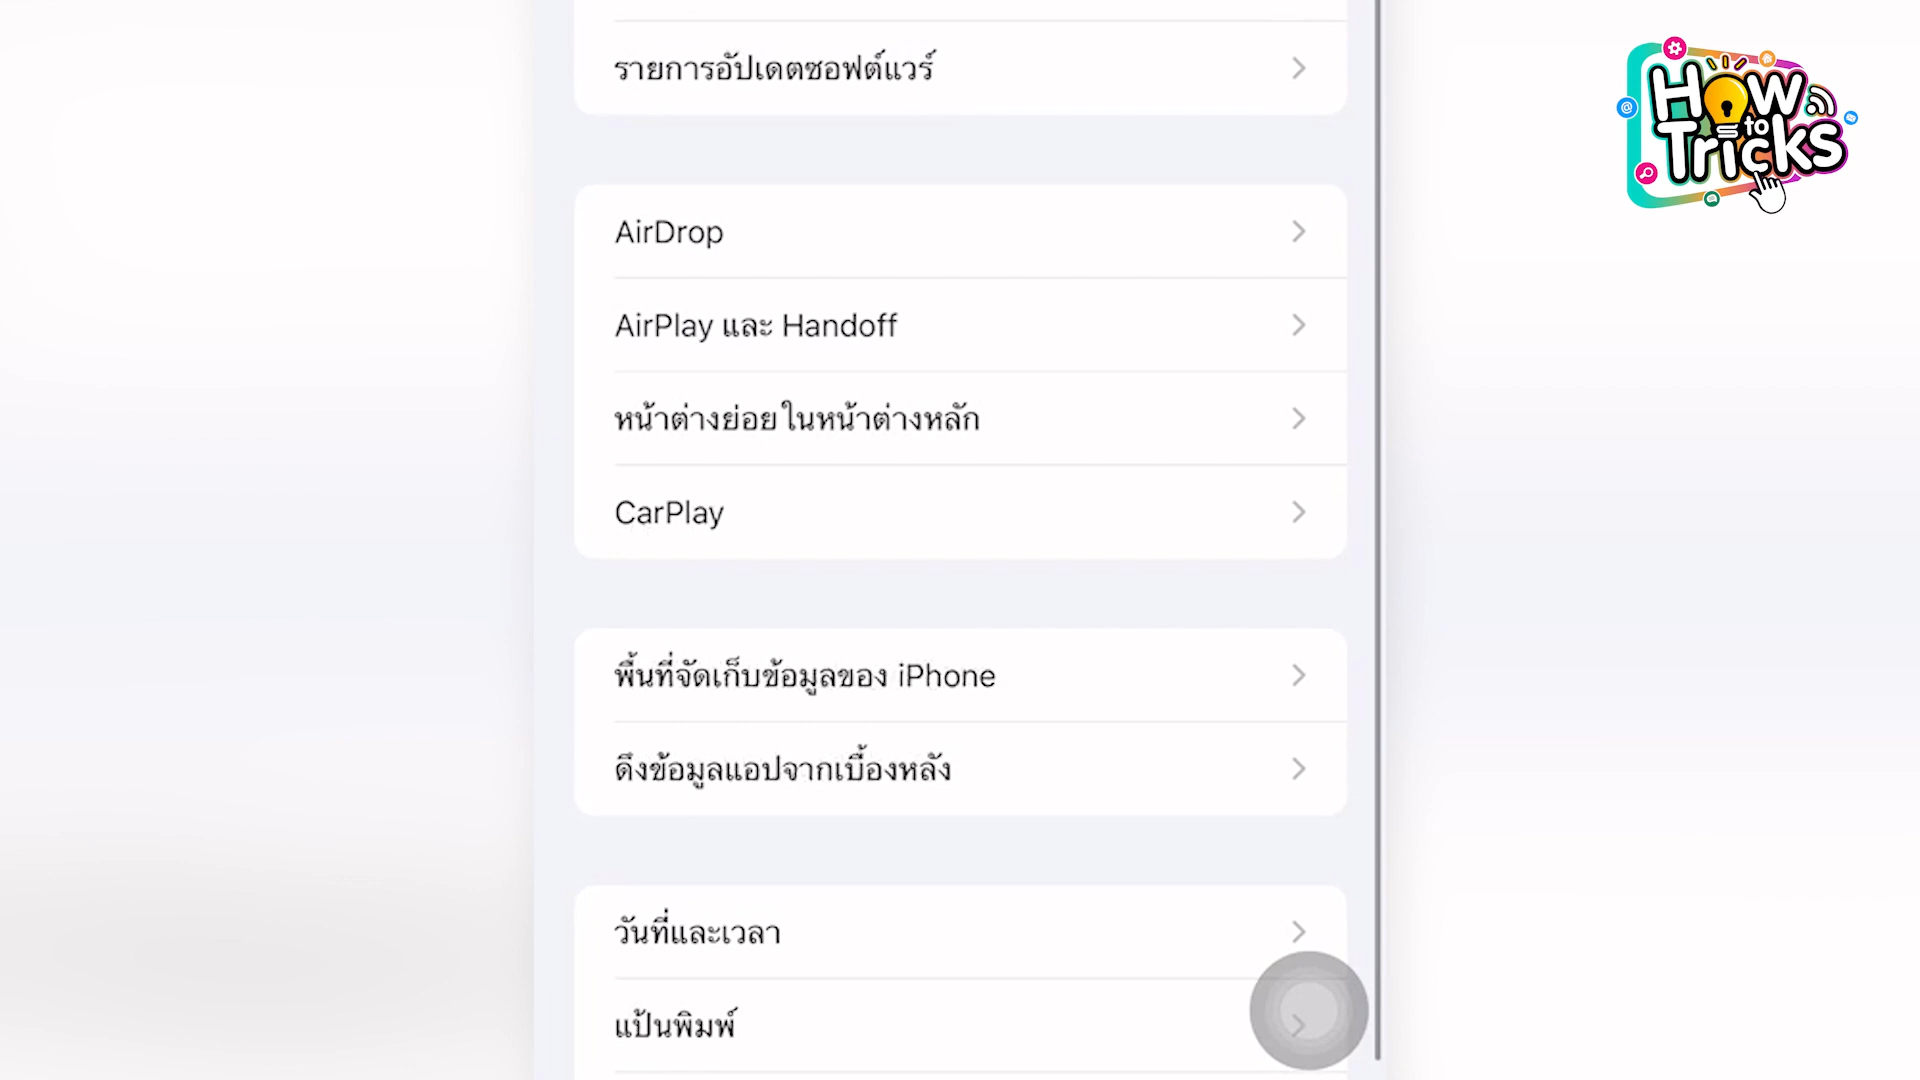 รายการอัปเดตซอฟต์แวร์
How
to
Tricks
AirDrop
AirPlay และ Handoff
หน้าต่างย่อยในหน้าต่างหลัก
CarPlay
พื้นที่จัดเก็บข้อมูลของ iPhone
ดึงข้อมูลแอปจากเบื้องหลัง
วันที่และเวลา
แป้นพิมพ์